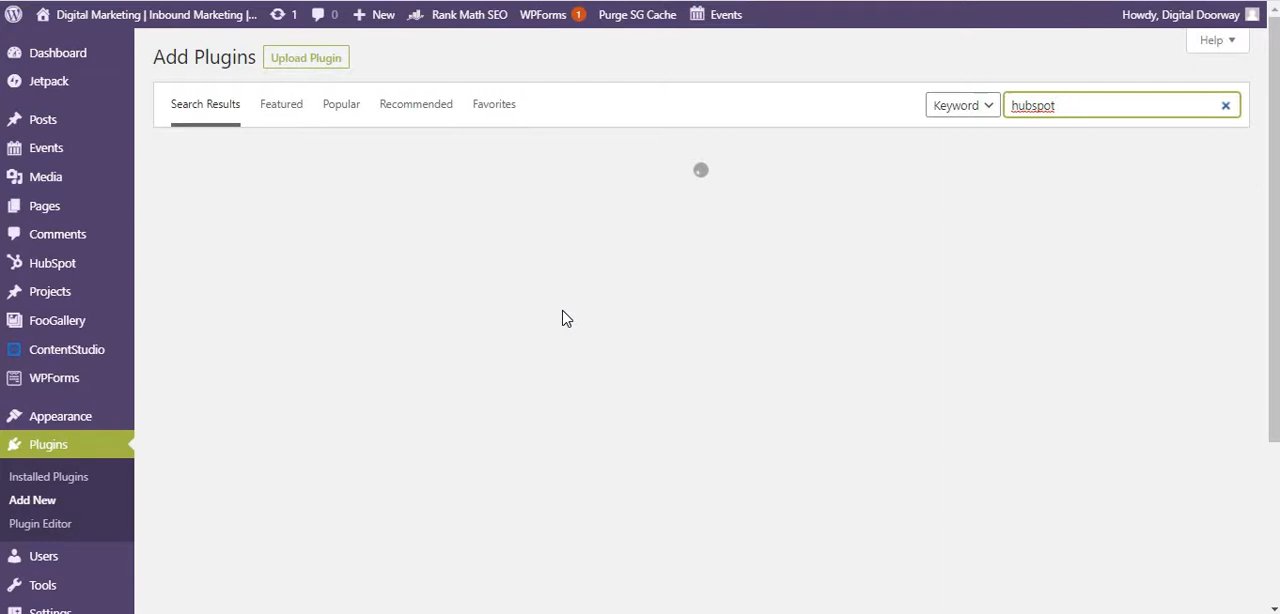 Digital Marketing | Inbound Marketing |... 1 0 New Rank Math SEO WPForms 1 Purge SG Cache Events Howdy, Digital Doorway
Help
Add Plugins Upload Plugin
Search Results Featured Popular Recommended Favorites Keyword hubspot
Dashboard
Jetpack
Posts
Events
Media
Pages
Comments
HubSpot
Projects
FooGallery
ContentStudio
WPForms
Appearance
Plugins
Installed Plugins
Add New
Plugin Editor
Users
Tools
Settings